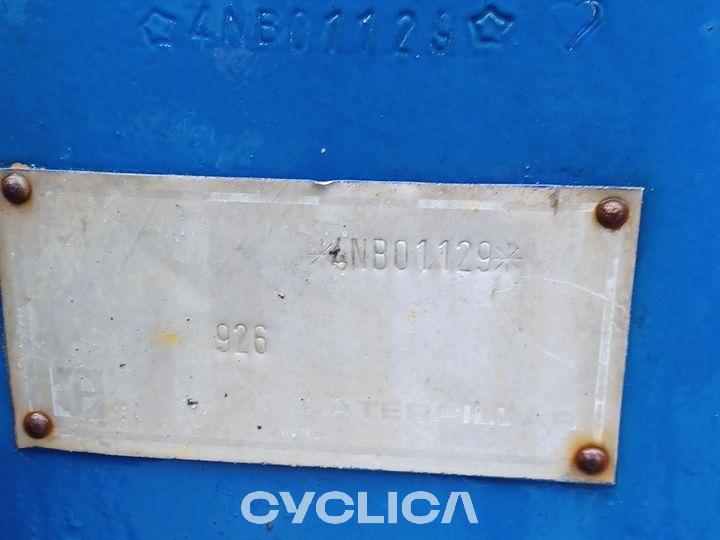 ☆4NB01129☆
*4NB01129*
926
CATERPILLAR
CYCLICA